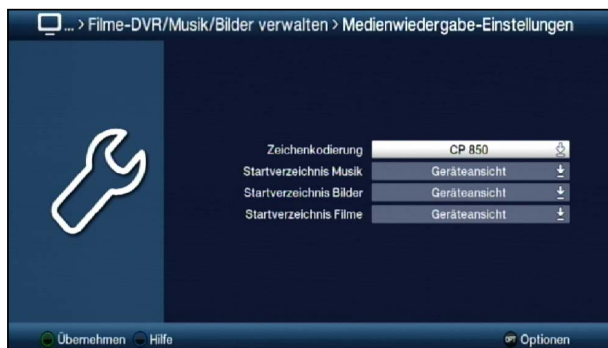 ... > Filme-DVR/Musik/Bilder verwalten > Medienwiedergabe-Einstellungen
Zeichenkodierung CP 850
Startverzeichnis Musik Geräteansicht
Startverzeichnis Bilder Geräteansicht
Startverzeichnis Filme Geräteansicht
Übernehmen Hilfe OPT Optionen